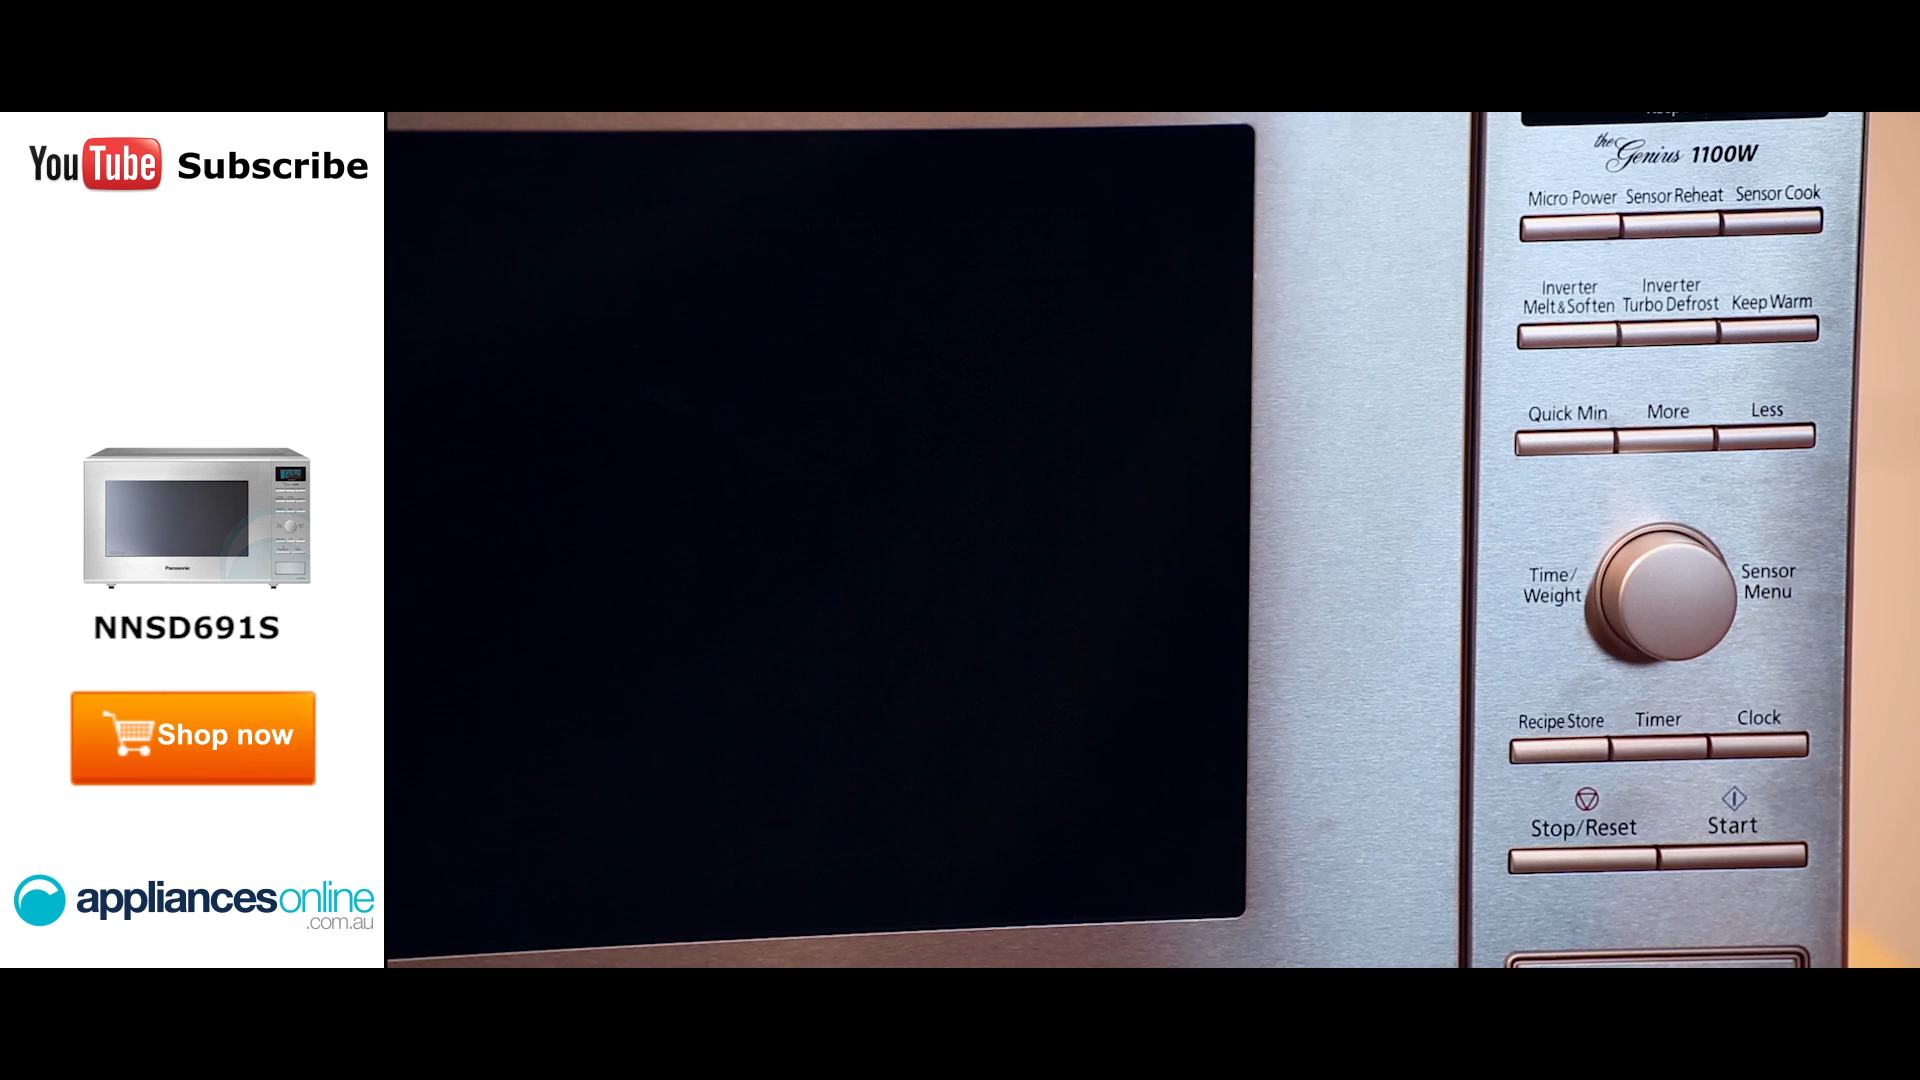 YouTube Subscribe
Panasonic
NNSD691S
Shop now
appliancesonline
.com.au
the Genius 1100W
Micro Power Sensor Reheat Sensor Cook
Inverter Melt & Soften
Inverter Turbo Defrost
Keep Warm
Quick Min More Less
Time/
Weight
Sensor
Menu
Recipe Store Timer Clock
Stop/Reset Start